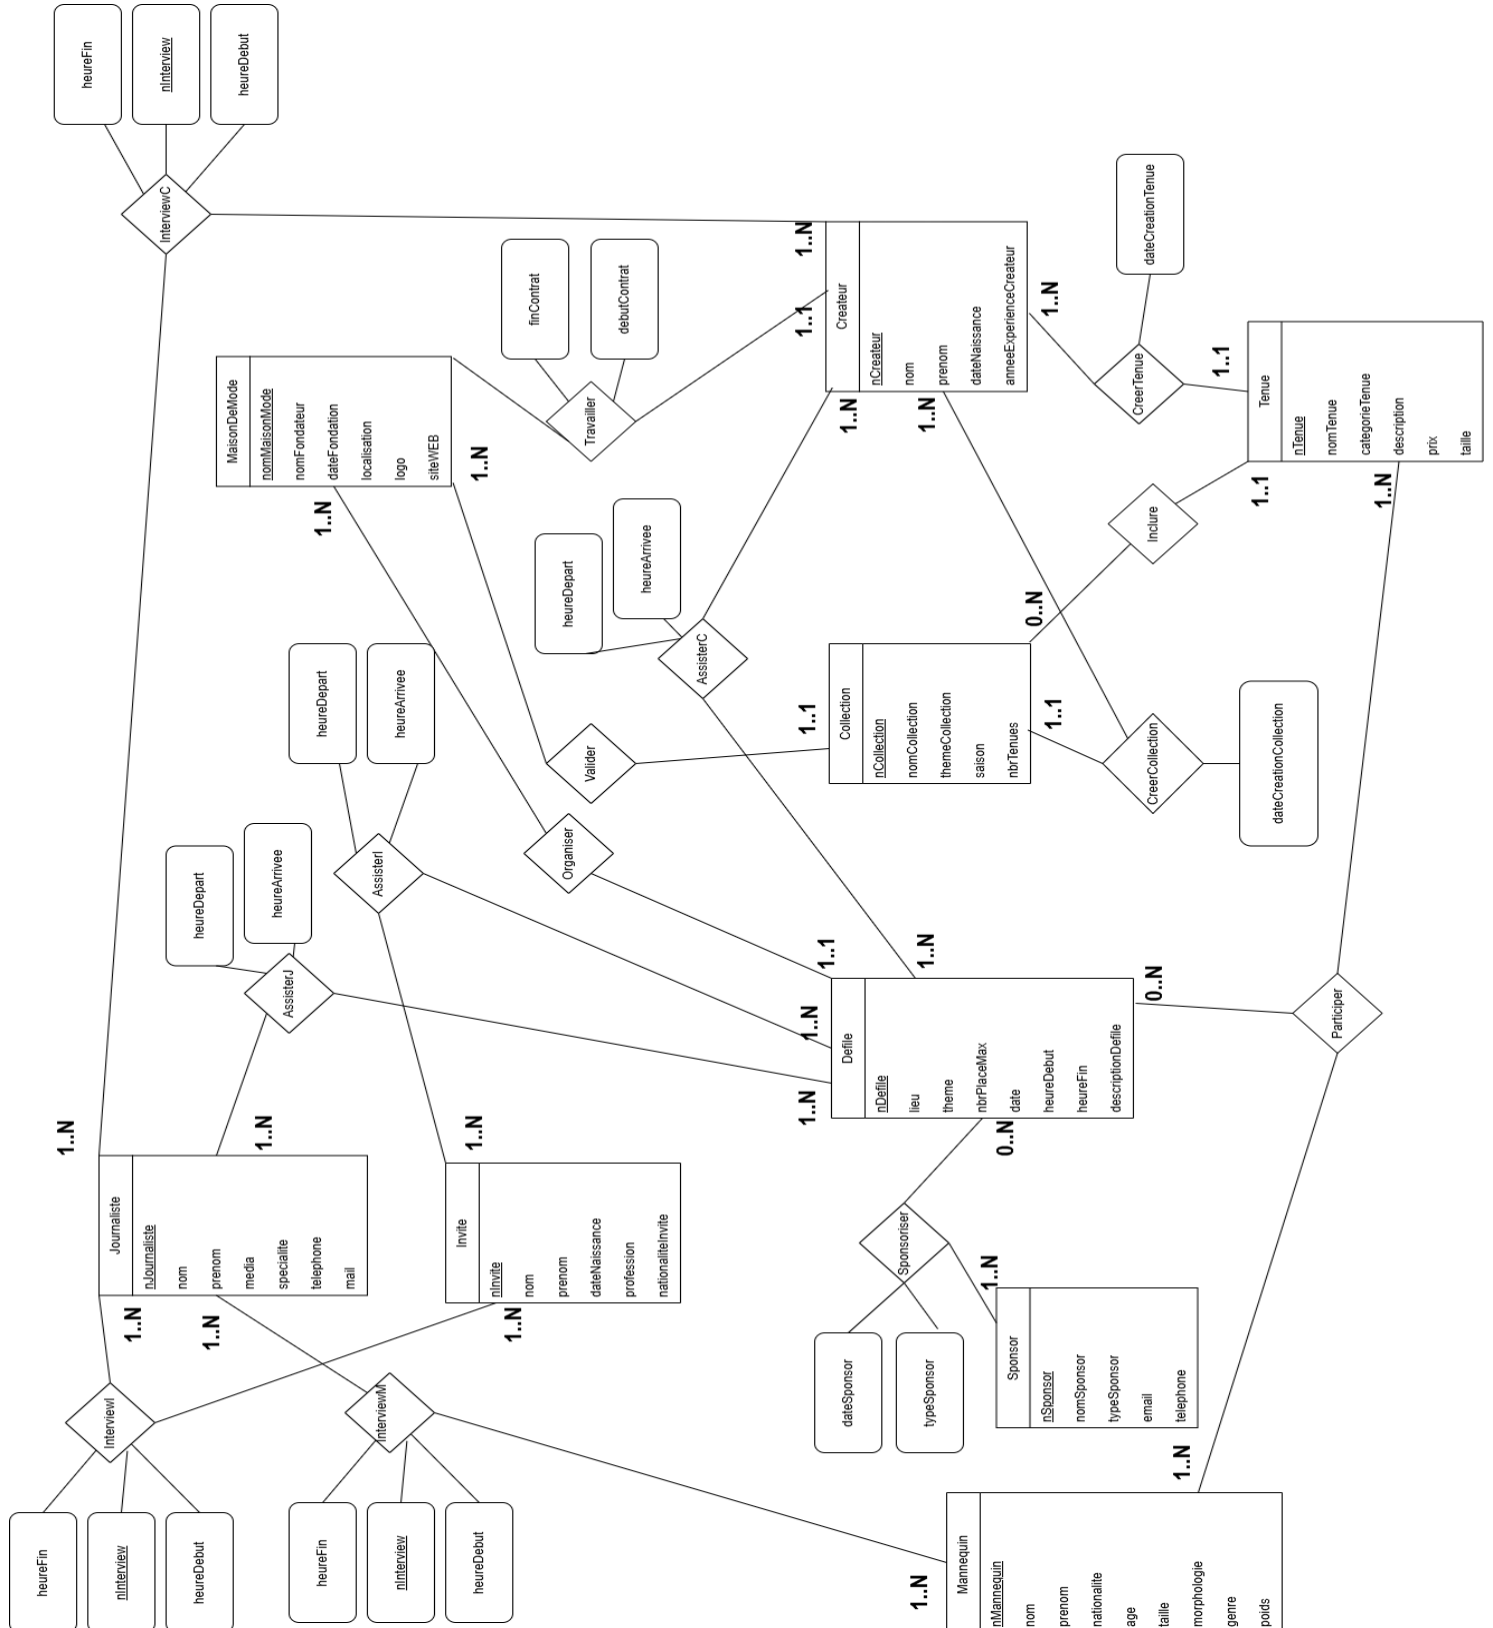 heureFin
nInterview
heureDebut
InterviewC
MaisonDeMode
nomMaisonMode
nomFondateur
dateFondation
localisation
logo
siteWEB
1..N
1..N
finContrat
debutContrat
Travailler
1..1
1..N
Createur
nCreateur
nom
prenom
dateNaissance
anneeExperienceCreateur
1..N
1..N
1..N
dateCreationTenue
CreerTenue
1..1
Tenue
nTenue
nomTenue
categorieTenue
description
prix
taille
1..1
1..N
Inclure
0..N
heureDepart
heureArrivee
AssisterC
heureDepart
heureArrivee
AssisterI
Valider
1..1
Collection
nCollection
nomCollection
themeCollection
saison
nbrTenues
1..1
CreerCollection
dateCreationCollection
Organiser
heureDepart
heureArrivee
AssisterJ
1..1
1..N
1..N
1..N
Defile
nDefile
lieu
theme
nbrPlaceMax
date
heureDebut
heureFin
descriptionDefile
0..N
0..N
Participer
1..N
1..N
Journaliste
nJournaliste
nom
prenom
media
specialite
telephone
mail
1..N
1..N
1..N
Invite
nInvite
nom
prenom
dateNaissance
profession
nationaliteInvite
1..N
Sponsoriser
dateSponsor
typeSponsor
1..N
Sponsor
nSponsor
nomSponsor
typeSponsor
email
telephone
InterviewI
heureFin
nInterview
heureDebut
InterviewM
heureFin
nInterview
heureDebut
1..N
1..N
Mannequin
nMannequin
nom
prenom
nationalite
age
taille
morphologie
genre
poids